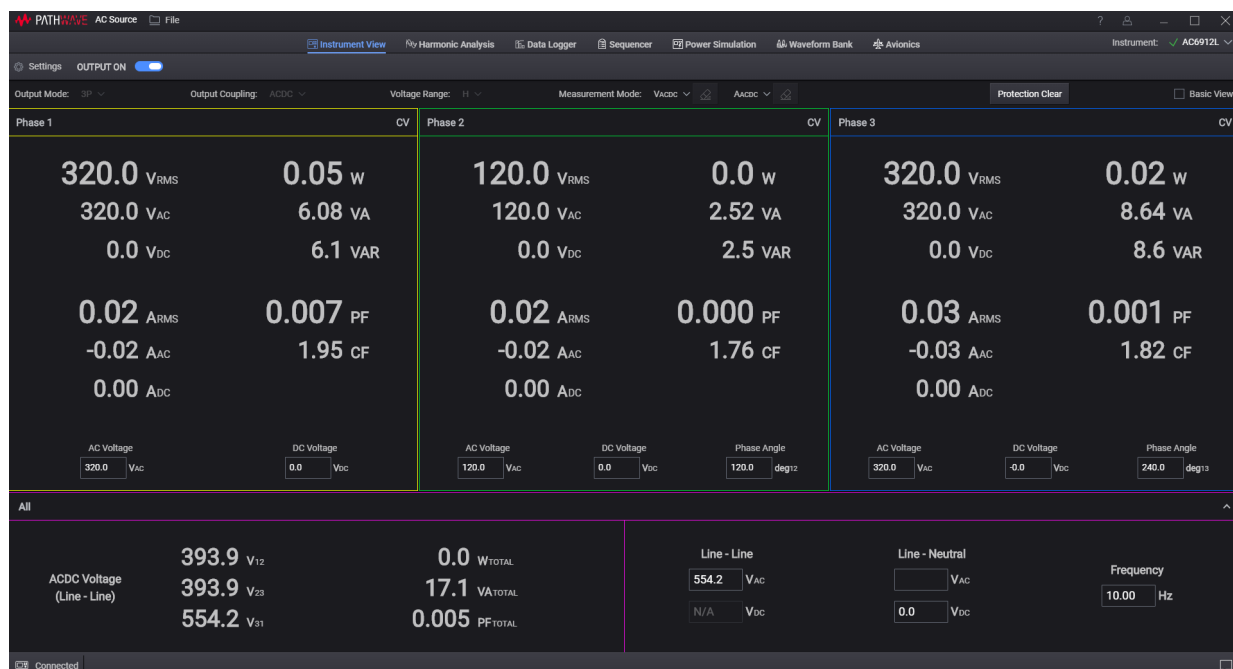 PATHWAVE AC Source File ?
Instrument View Harmonic Analysis Data Logger Sequencer Power Simulation Waveform Bank Avionics Instrument: ✓ AC6912L
Settings OUTPUT ON
Output Mode: 3P Output Coupling: ACDC Voltage Range: H Measurement Mode: VACDC AACDC Protection Clear Basic View
Phase 1 CV
320.0 VRMS 0.05 W
320.0 VAC 6.08 VA
0.0 VDC 6.1 VAR
0.02 ARMS 0.007 PF
-0.02 AAC 1.95 CF
0.00 ADC
AC Voltage DC Voltage
320.0 VAC 0.0 VDC
Phase 2 CV
120.0 VRMS 0.0 W
120.0 VAC 2.52 VA
0.0 VDC 2.5 VAR
0.02 ARMS 0.000 PF
-0.02 AAC 1.76 CF
0.00 ADC
AC Voltage DC Voltage Phase Angle
120.0 VAC 0.0 VDC 120.0 deg12
Phase 3 CV
320.0 VRMS 0.02 W
320.0 VAC 8.64 VA
0.0 VDC 8.6 VAR
0.03 ARMS 0.001 PF
-0.03 AAC 1.82 CF
0.00 ADC
AC Voltage DC Voltage Phase Angle
320.0 VAC -0.0 VDC 240.0 deg13
All
ACDC Voltage
(Line - Line)
393.9 V12 0.0 WTOTAL
393.9 V23 17.1 VATOTAL
554.2 V31 0.005 PFTOTAL
Line - Line Line - Neutral Frequency
554.2 VAC VAC 10.00 Hz
N/A VDC 0.0 VDC
Connected